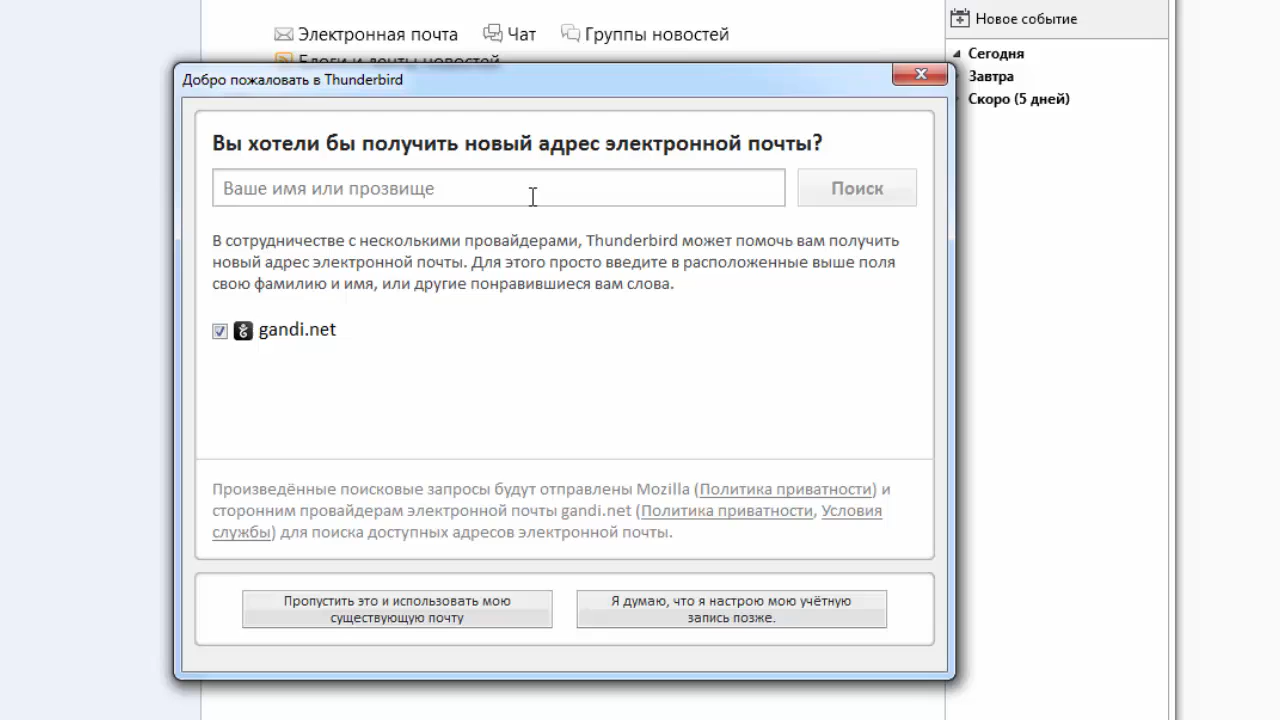 Электронная почта Чат Группы новостей
Блоги и ленты новостей
Новое событие
Сегодня
Завтра
Скоро (5 дней)
Добро пожаловать в Thunderbird
Вы хотели бы получить новый адрес электронной почты?
Ваше имя или прозвище
Поиск
В сотрудничестве с несколькими провайдерами, Thunderbird может помочь вам получить
новый адрес электронной почты. Для этого просто введите в расположенные выше поля
свою фамилию и имя, или другие понравившиеся вам слова.
gandi.net
Произведённые поисковые запросы будут отправлены Mozilla (Политика приватности) и
сторонним провайдерам электронной почты gandi.net (Политика приватности, Условия
службы) для поиска доступных адресов электронной почты.
Пропустить это и использовать мою
существующую почту
Я думаю, что я настрою мою учётную
запись позже.